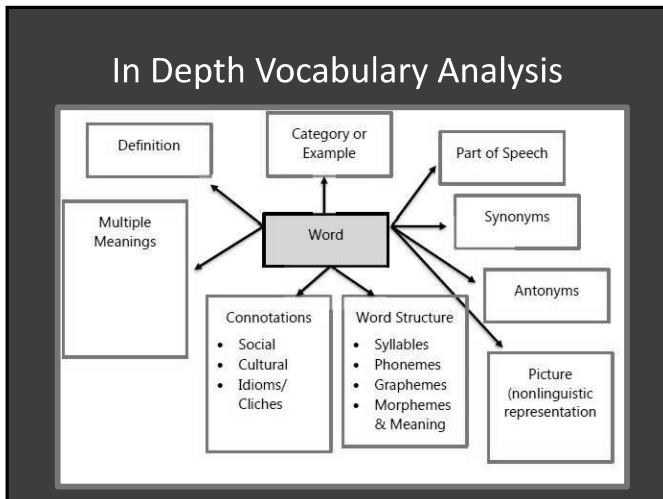 In Depth Vocabulary Analysis
Definition
Category or
Example
Part of Speech
Multiple
Meanings
Word
Synonyms
Antonyms
Connotations
• Social
• Cultural
• Idioms/
Cliches
Word Structure
• Syllables
• Phonemes
• Graphemes
• Morphemes
& Meaning
Picture
(nonlinguistic
representation